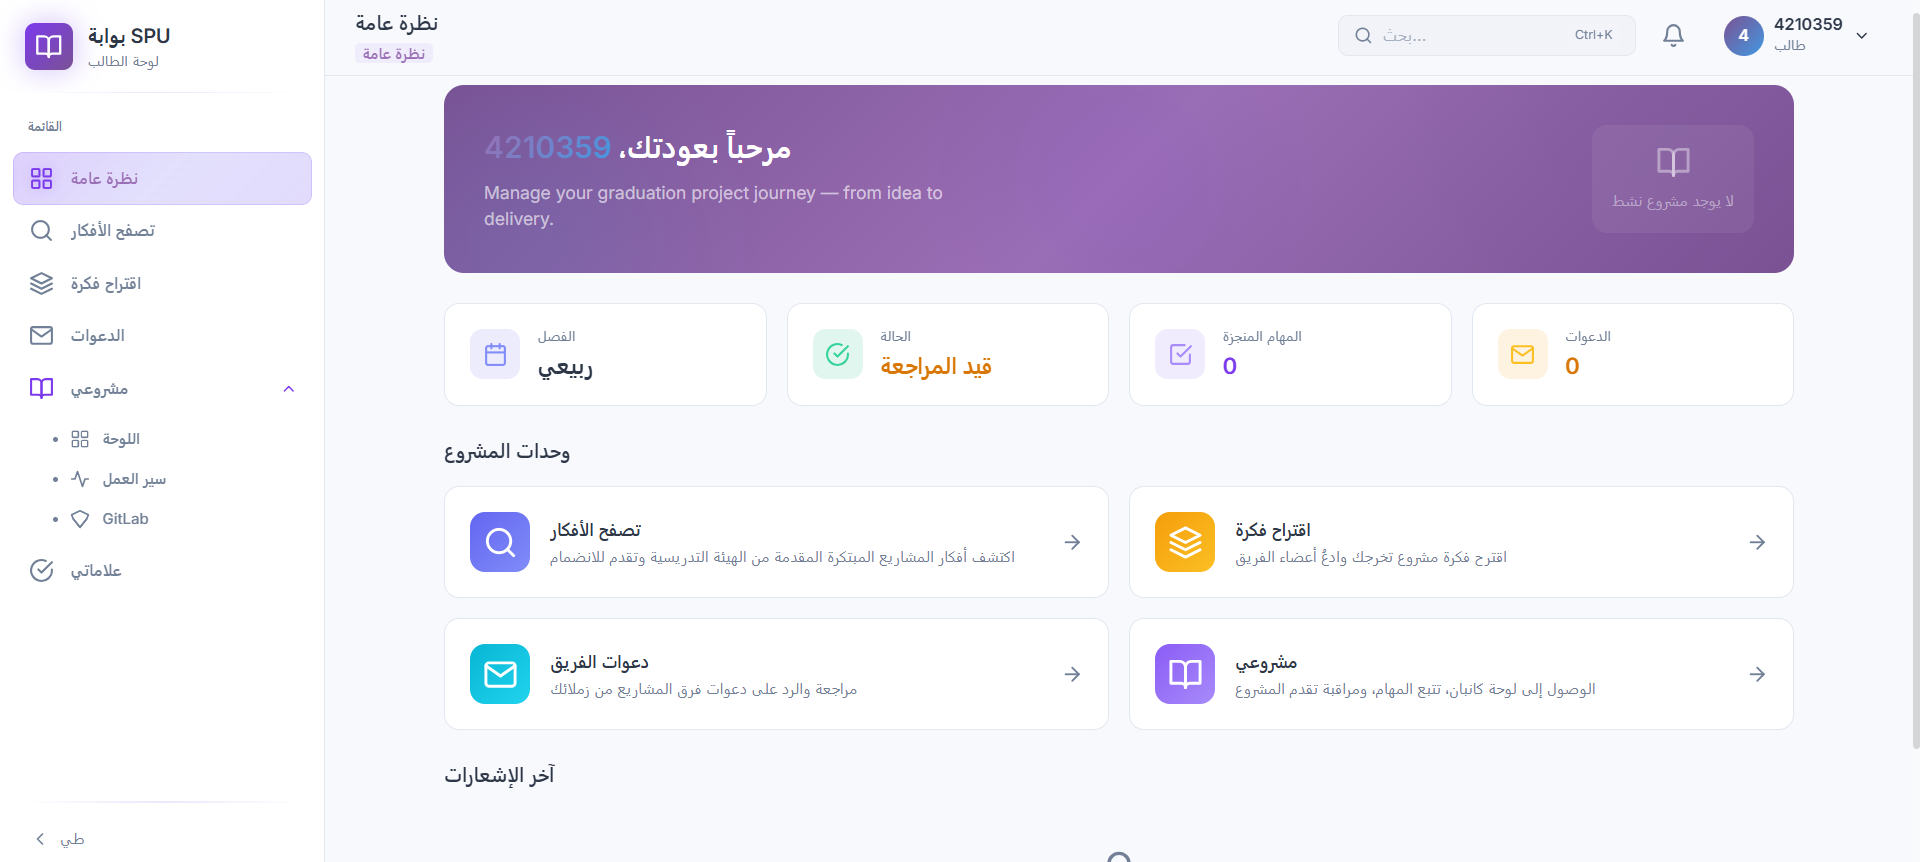 بوابة SPU
لوحة الطالب
القائمة
نظرة عامة
تصفح الأفكار
اقتراح فكرة
الدعوات
مشروعي
اللوحة
سير العمل
GitLab
علاماتي
طي
نظرة عامة
نظرة عامة
بحث...
Ctrl+K
4
4210359
طالب
مرحباً بعودتك، 4210359
Manage your graduation project journey — from idea to
delivery.
لا يوجد مشروع نشط
الفصل
ربيعي
الحالة
قيد المراجعة
المهام المنجزة
0
الدعوات
0
وحدات المشروع
تصفح الأفكار
اكتشف أفكار المشاريع المبتكرة المقدمة من الهيئة التدريسية وتقدم للانضمام
اقتراح فكرة
اقترح فكرة مشروع تخرجك وادعُ أعضاء الفريق
دعوات الفريق
مراجعة والرد على دعوات فرق المشاريع من زملائك
مشروعي
الوصول إلى لوحة كانبان، تتبع المهام، ومراقبة تقدم المشروع
آخر الإشعارات